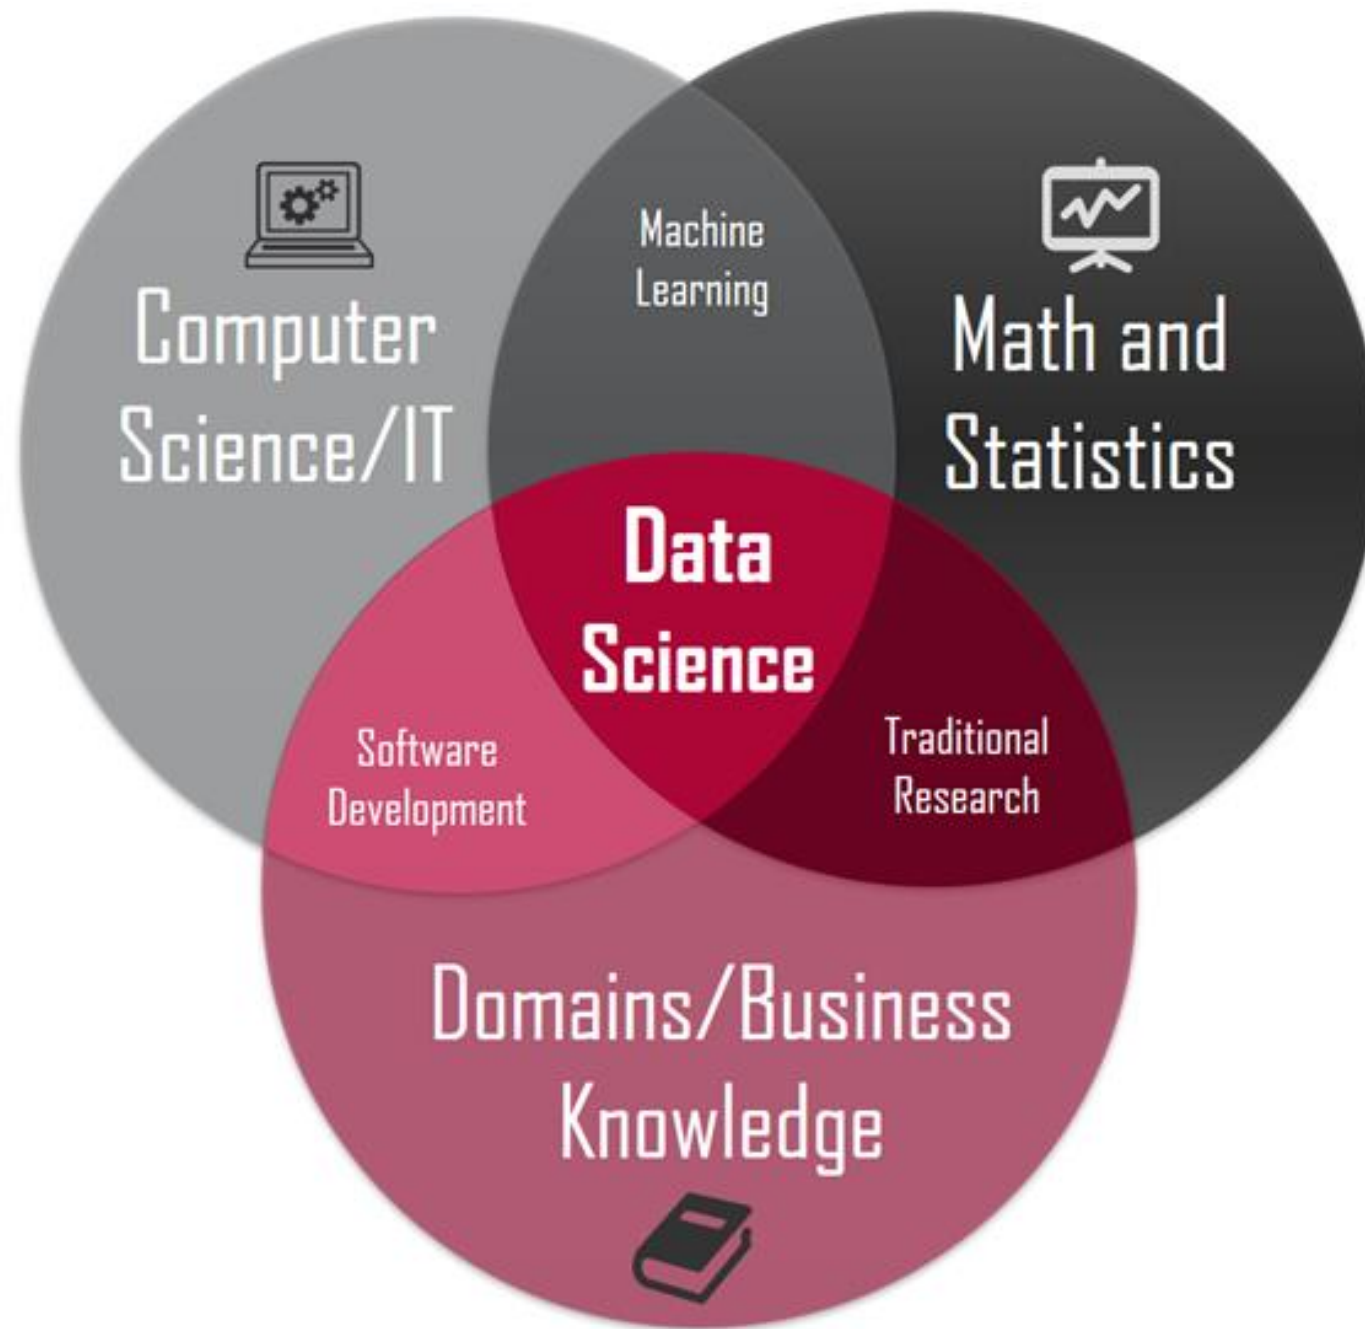 Machine
Learning
Computer
Science/IT
Math and
Statistics
Data
Science
Software
Development
Traditional
Research
Domains/Business
Knowledge